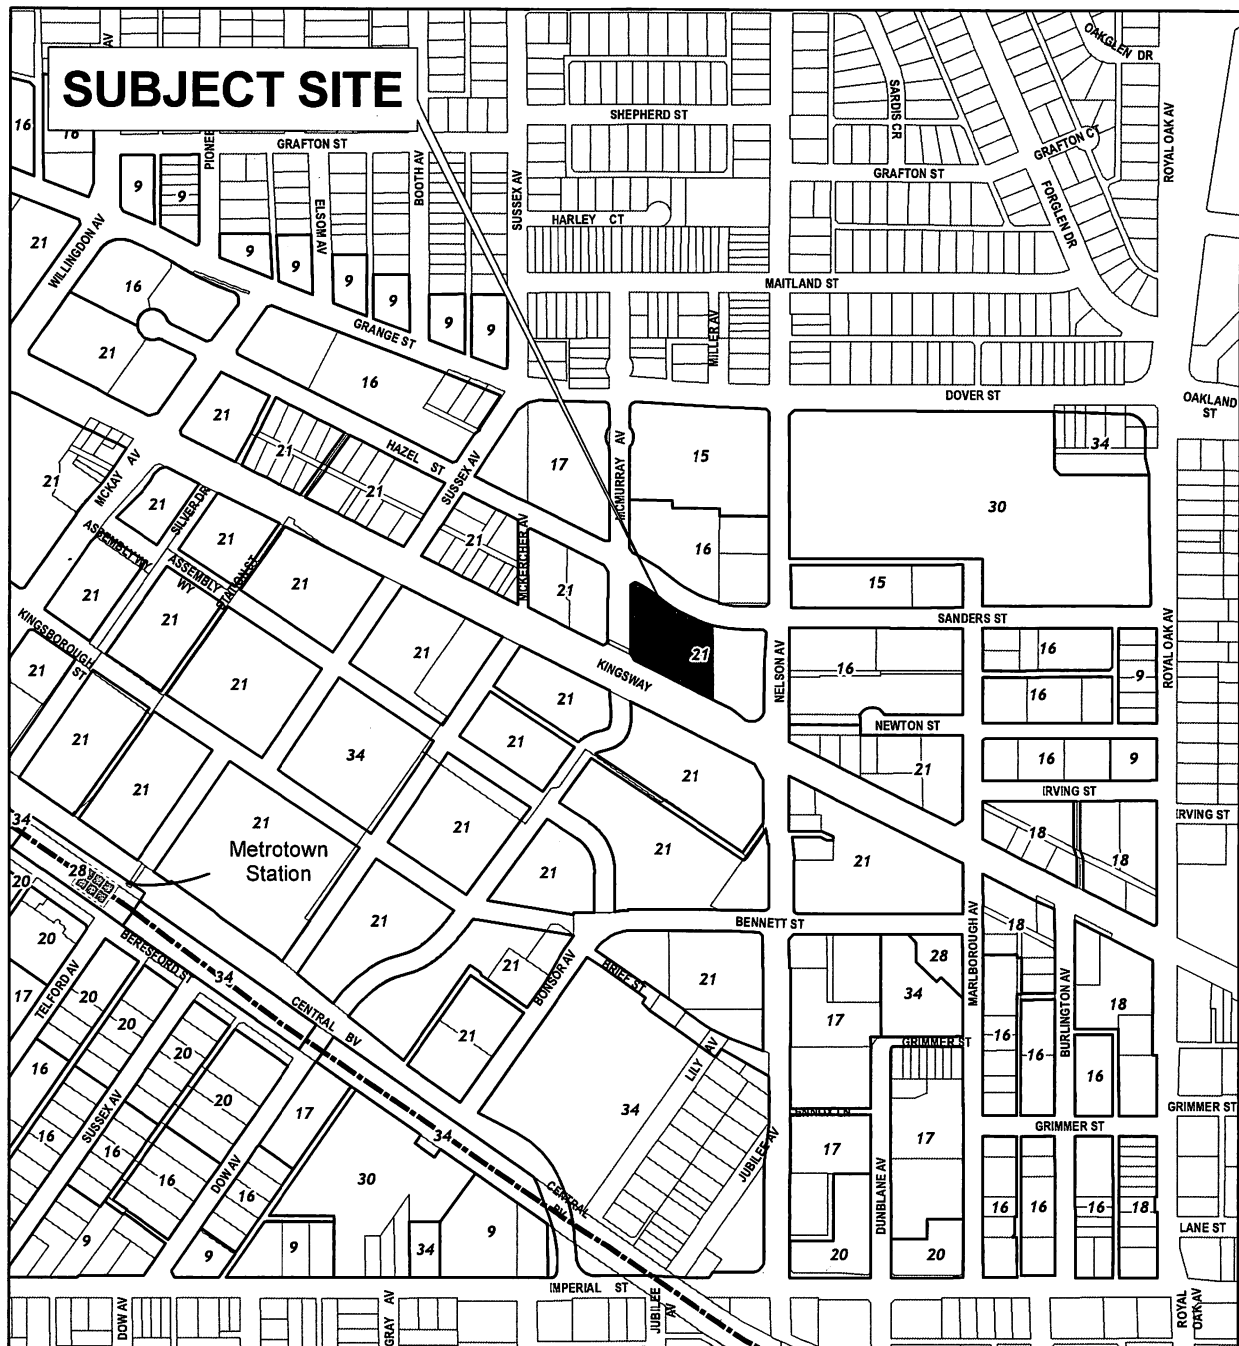 SUBJECT SITE
OAKGLEN DR
SARDIS CR
SHEPHERD ST
GRAFTON CT
ROYAL OAK AV
16
16
GRAFTON ST
BOOTH AV
GRAFTON ST
9
9
ELSOM AV
SUSSEX AV
HARLEY CT
FORGLEN DR
21
WILLINGDON AV
9
9
9
9
9
9
16
MAITLAND ST
GRANGE ST
MILLER AV
21
16
DOVER ST
OAKLAND
ST
21
21
HAZEL ST
21
SUSSEX AV
17
MCMURRAY AV
15
34
30
MCKAY AV
21
21
SILVER DR
ASSEMBLY WY
ASSEMBLY
WY
STATION ST
21
21
MCKERCHER AV
21
16
15
SANDERS ST
21
21
21
21
KINGSBOROUGH
ST
21
21
21
KINGSWAY
21
NELSON AV
16
16
16
9
ROYAL OAK AV
NEWTON ST
21
34
21
21
21
16
9
IRVING ST
IRVING ST
21
21
21
21
21
18
18
34
28
20
Metrotown
Station
21
21
BENNETT ST
MARLBOROUGH AV
18
20
BERESFORD ST
34
TELFORD AV
17
20
20
20
20
CENTRAL BV
21
BONSOR AV
BRIEF ST
21
28
34
17
BURLINGTON AV
18
16
21
GRIMMER ST
16
16
16
LILY AV
SUSSEX AV
17
34
34
GRIMMER ST
GRIMMER ST
16
16
16
DOW AV
16
30
CENTRAL
BV
JUBILEE AV
17
17
DUNBLANE AV
16
16
16
18
LANE ST
9
9
9
34
9
20
20
IMPERIAL ST
DOW AV
GRAY AV
JUBILEE
AV
ROYAL
OAK AV